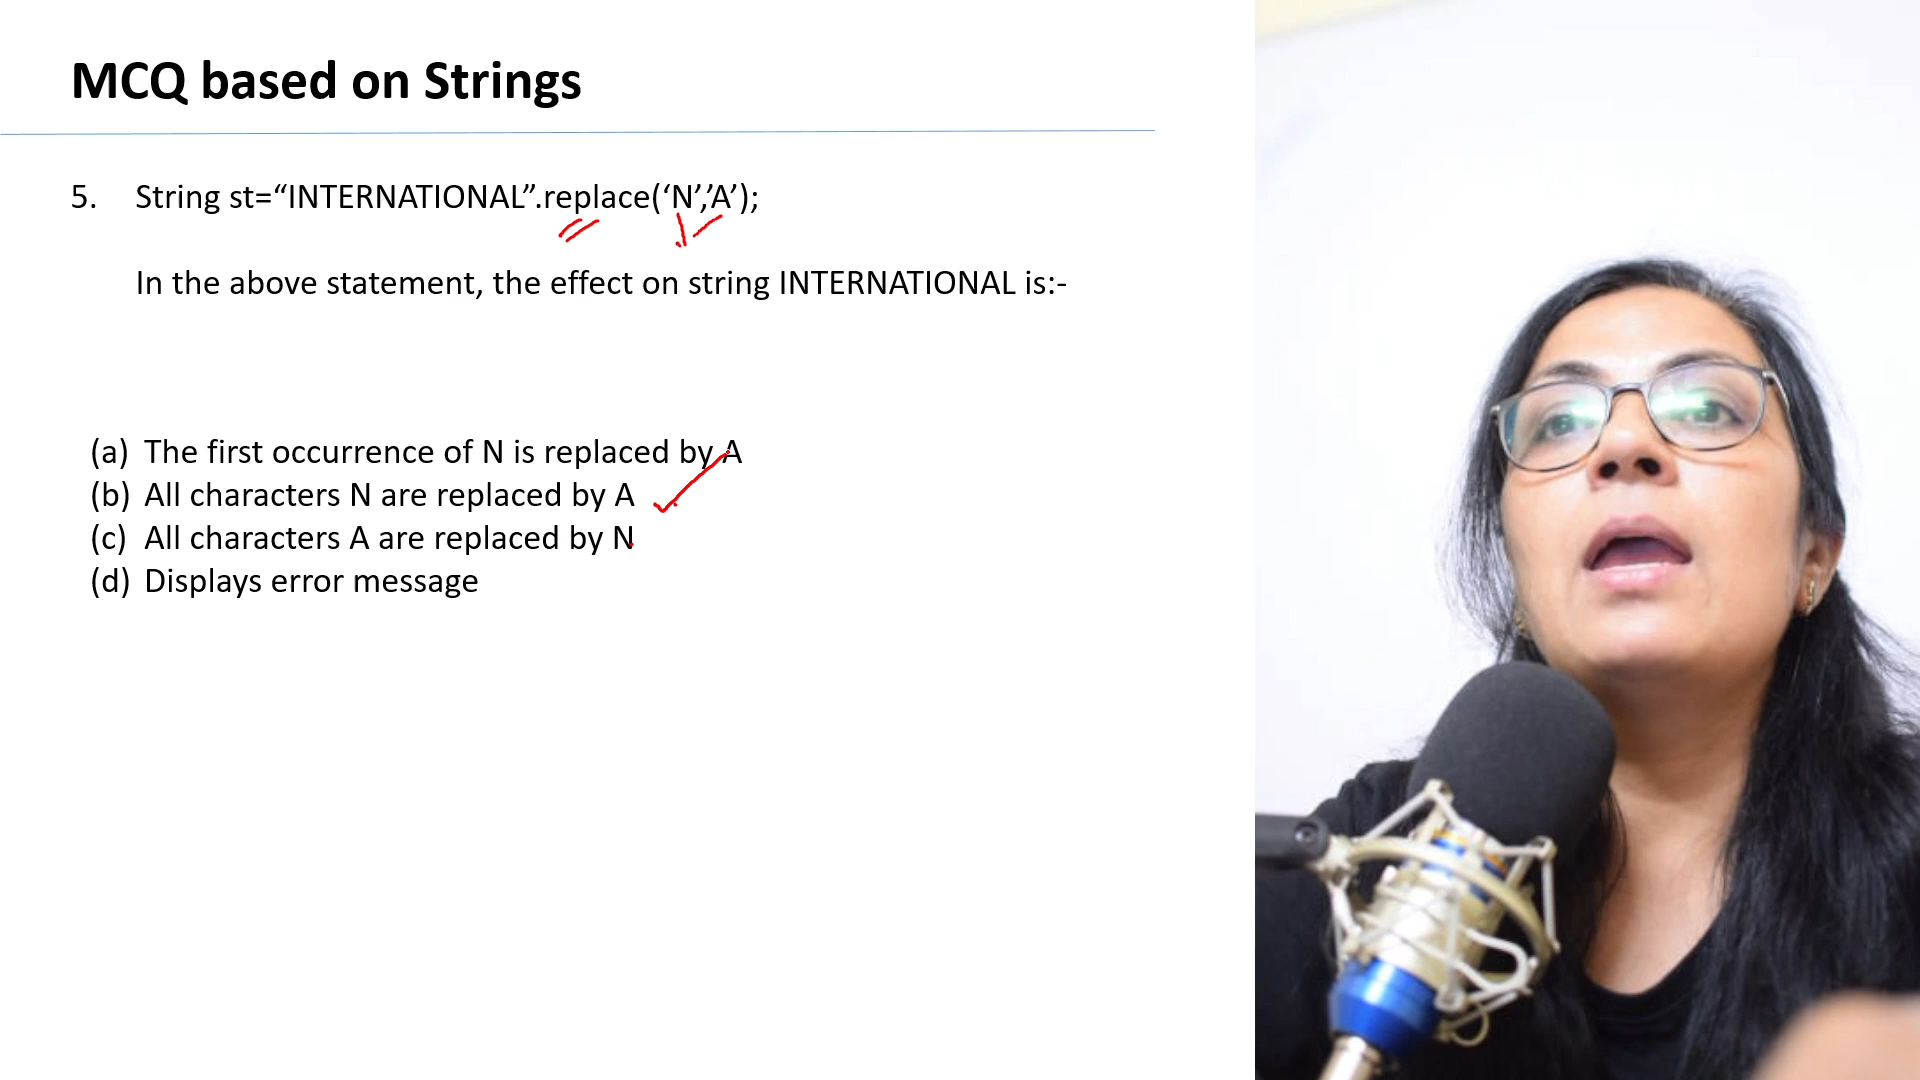 MCQ based on Strings
5. String st=“INTERNATIONAL”.replace(‘N’,’A’);
In the above statement, the effect on string INTERNATIONAL is:-
(a) The first occurrence of N is replaced by A
(b) All characters N are replaced by A
(c) All characters A are replaced by N
(d) Displays error message